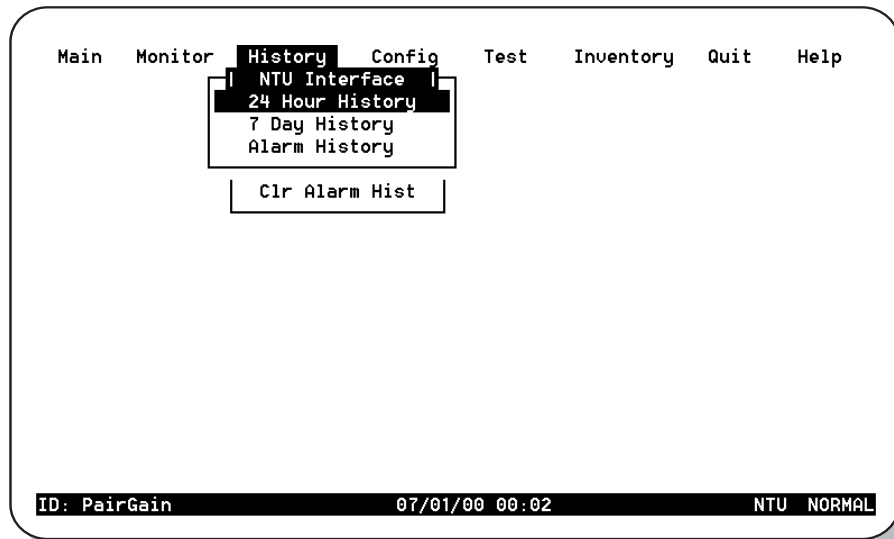 Main Monitor History Config Test Inventory Quit Help
NTU Interface
24 Hour History
7 Day History
Alarm History
Clr Alarm Hist
ID: PairGain 07/01/00 00:02 NTU NORMAL